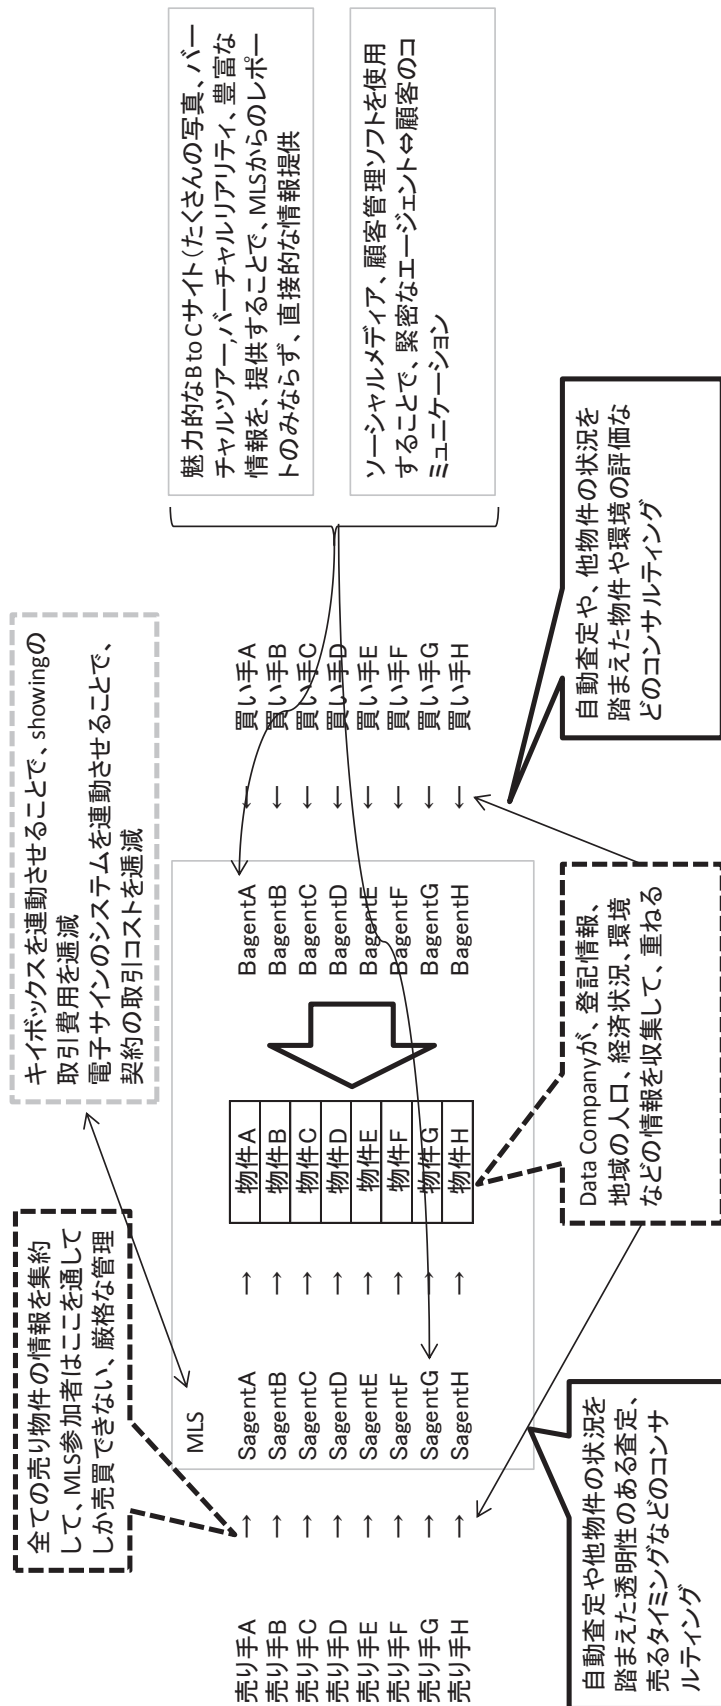 全ての売り物件の情報を集約
して、MLS参加者はここを通して
しか売買できない、厳格な管理
キイボックスを連動させることで、showingの
取引費用を逓減
電子サインのシステムを連動させることで、
契約の取引コストを逓減
魅力的なBtoCサイト(たくさんの写真、バー
チャルツアー,バーチャルリアリティ、豊富な
情報を、提供することで、MLSからのレポー
トのみならず、直接的な情報提供
ソーシャルメディア、顧客管理ソフトを使用
することで、緊密なエージェント⇔顧客のコ
ミュニケーション
MLS
売り手A → SagentA → 物件A BagentA ← 買い手A
売り手B → SagentB → 物件B BagentB ← 買い手B
売り手C → SagentC → 物件C BagentC ← 買い手C
売り手D → SagentD → 物件D BagentD ← 買い手D
売り手E → SagentE → 物件E BagentE ← 買い手E
売り手F → SagentF → 物件F BagentF ← 買い手F
売り手G → SagentG → 物件G BagentG ← 買い手G
売り手H → SagentH → 物件H BagentH ← 買い手H
自動査定や他物件の状況を
踏まえた透明性のある査定、
売るタイミングなどのコンサ
ルティング
Data Companyが、登記情報、
地域の人口、経済状況、環境
などの情報を収集して、重ねる
自動査定や、他物件の状況を
踏まえた物件や環境の評価な
どのコンサルティング